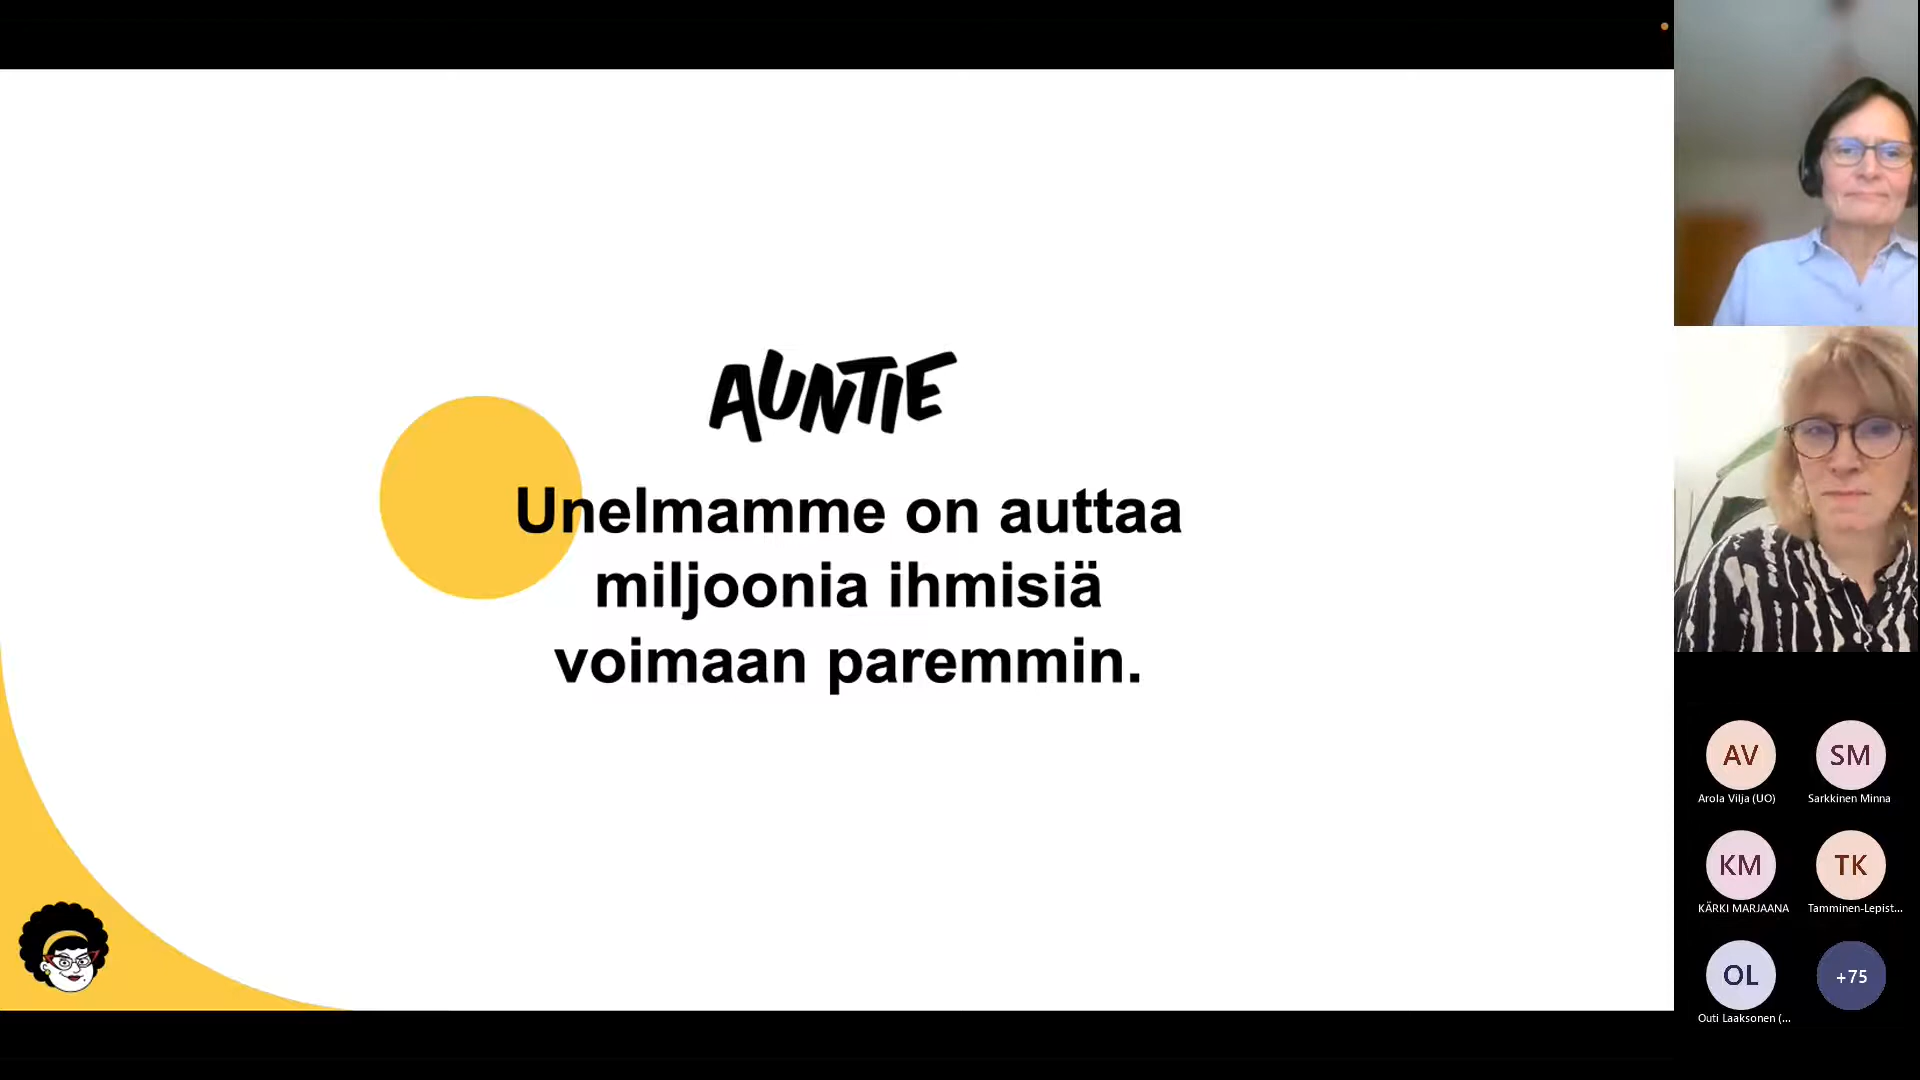 AUNTIE
Unelmamme on auttaa
miljoonia ihmisiä
voimaan paremmin.
AV
SM
Arola Vilja (UO)
Sarkkinen Minna
KM
TK
KÄRKI MARJAANA
Tamminen-Lepist...
OL
+75
Outi Laaksonen (...